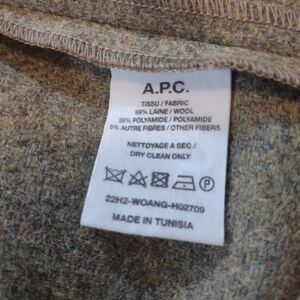 A.P.C.
TISSU / FABRIC
69% LAINE / WOOL
26% POLYAMIDE / POLYAMIDE
5% AUTRE FIBRES / OTHER FIBERS
NETTOYAGE A SEC /
DRY CLEAN ONLY
P
22H2-WOANG-H02709
MADE IN TUNISIA